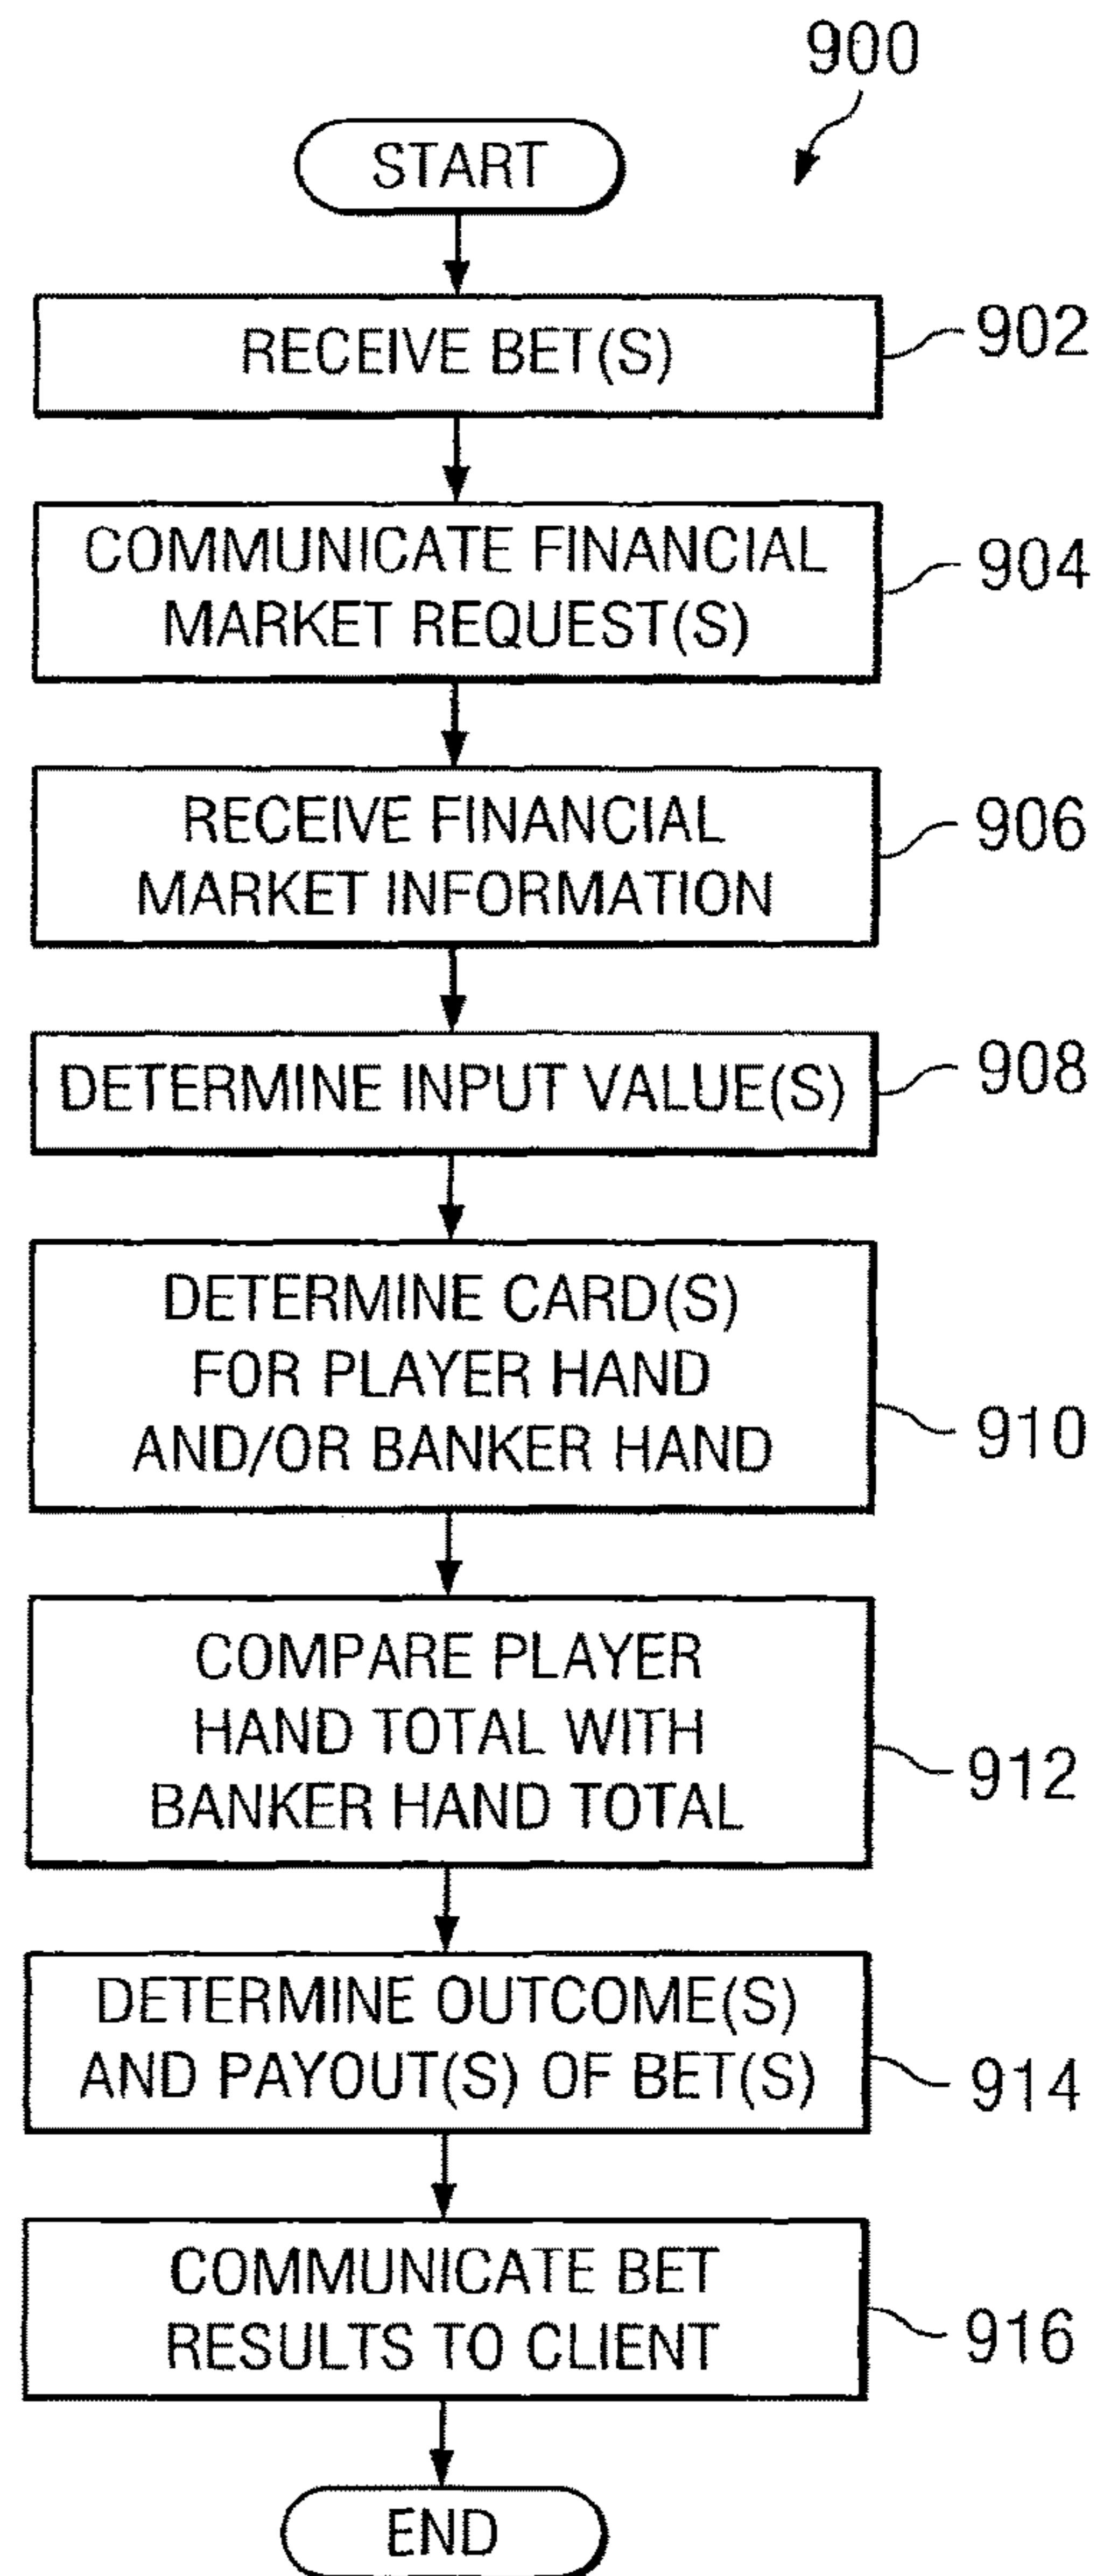 900
START
RECEIVE BET(S)
902
COMMUNICATE FINANCIAL
MARKET REQUEST(S)
904
RECEIVE FINANCIAL
MARKET INFORMATION
906
DETERMINE INPUT VALUE(S)
908
DETERMINE CARD(S)
FOR PLAYER HAND
AND/OR BANKER HAND
910
COMPARE PLAYER
HAND TOTAL WITH
BANKER HAND TOTAL
912
DETERMINE OUTCOME(S)
AND PAYOUT(S) OF BET(S)
914
COMMUNICATE BET
RESULTS TO CLIENT
916
END